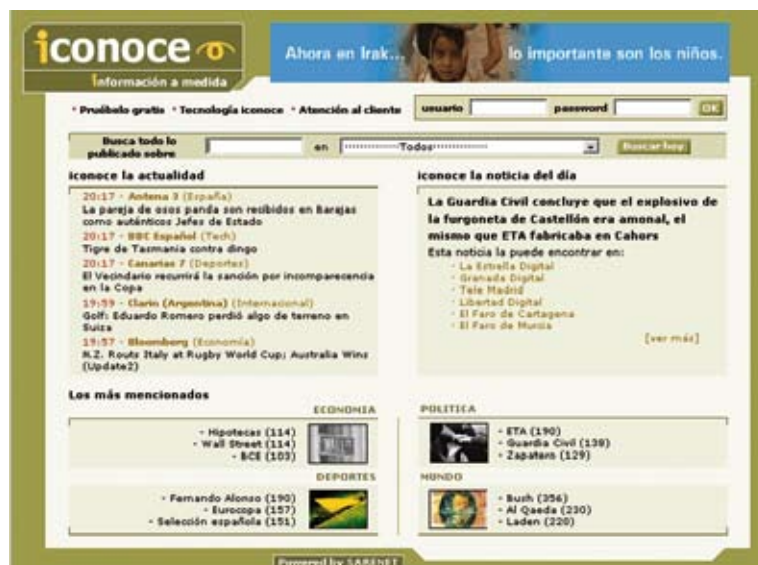 iconoce
información a medida
Ahora en Irak... lo importante son los niños.
· Pruébelo gratis · Tecnología iconoce · Atención al cliente
usuario password OK
Busca todo lo
publicado sobre
en Todos Buscar hoy
iconoce la actualidad
20:17 - Antena 3 (España)
La pareja de osos panda son recibidos en Barajas
como auténticos Jefes de Estado
20:17 - BBC Español (Tech)
Tigre de Tasmania contra dingo
20:17 - Canarias 7 (Deportes)
El Vecindario recurrirá la sanción por incomparecencia
en la Copa
19:59 - Clarín (Argentina) (Internacional)
Golf: Eduardo Romero perdió algo de terreno en
Suiza
19:57 - Bloomberg (Economía)
N.Z. Routs Italy at Rugby World Cup; Australia Wins
(Update2)
iconoce la noticia del día
La Guardia Civil concluye que el explosivo de
la furgoneta de Castellón era amonal, el
mismo que ETA fabricaba en Cahors
Esta noticia la puede encontrar en:
- La Estrella Digital
- Granada Digital
- Tele Madrid
- Libertad Digital
- El Faro de Cartagena
- El Faro de Murcia
[ver más]
Los más mencionados
ECONOMIA
- Hipotecas (114)
- Wall Street (114)
- BCE (103)
POLITICA
- ETA (190)
- Guardia Civil (138)
- Zapatero (129)
DEPORTES
- Fernando Alonso (190)
- Eurocopa (157)
- Selección española (151)
MUNDO
- Bush (356)
- Al Qaeda (230)
- Laden (220)
Powered by SARENET